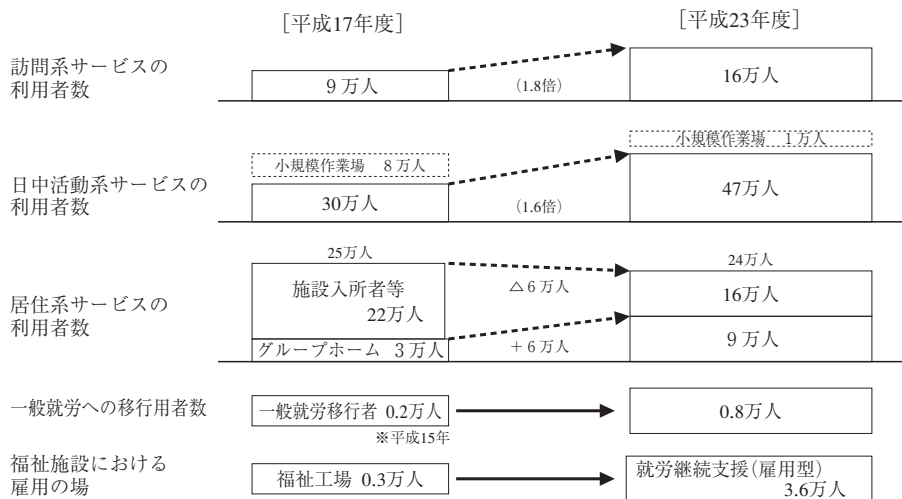 [平成17年度]
[平成23年度]
訪問系サービスの
利用者数
9万人
(1.8倍)
16万人
日中活動系サービスの
利用者数
小規模作業場 8万人
30万人
(1.6倍)
小規模作業場 1万人
47万人
居住系サービスの
利用者数
25万人
施設入所者等
22万人
グループホーム 3万人
△6万人
+6万人
24万人
16万人
9万人
一般就労への移行用者数
一般就労移行者 0.2万人
※平成15年
0.8万人
福祉施設における
雇用の場
福祉工場 0.3万人
就労継続支援(雇用型)
3.6万人